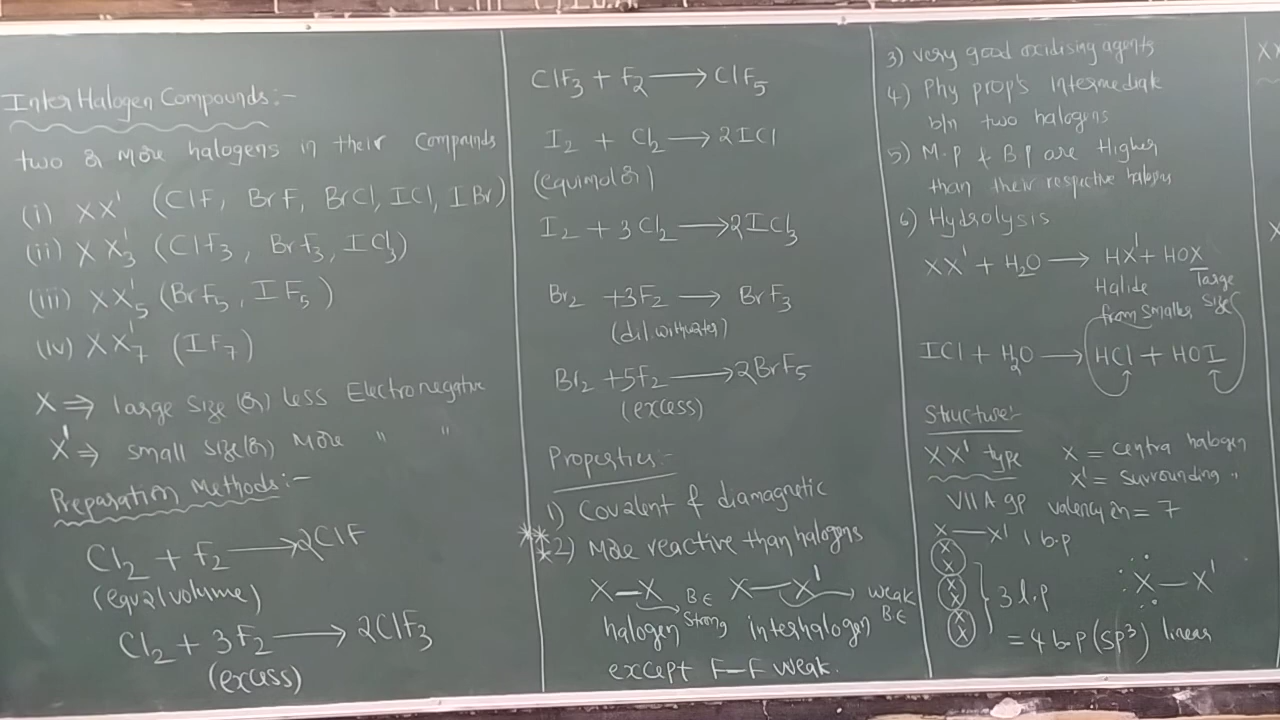 Inter Halogen Compounds:-
two or more halogens in their Compounds
(i) XX' (ClF, BrF, BrCl, ICl, IBr)
(ii) XX'₃ (ClF₃, BrF₃, ICl₃)
(iii) XX'₅ (BrF₅, IF₅)
(iv) XX'₇ (IF₇)
X ⇒ large size (or) less Electronegative
X' ⇒ small size (or) more " "
Preparation Methods:-
Cl₂ + F₂ ⟶ 2ClF
(equal volume)
Cl₂ + 3F₂ ⟶ 2ClF₃
(excess)
ClF₃ + F₂ ⟶ ClF₅
I₂ + Cl₂ ⟶ 2ICl
(equimolar)
I₂ + 3Cl₂ ⟶ 2ICl₃
Br₂ + 3F₂ ⟶ BrF₃
(dil. with water)
Br₂ + 5F₂ ⟶ 2BrF₅
(excess)
Properties:-
1) Covalent & diamagnetic
** 2) More reactive than halogens
X—X B.E X—X' weak
halogen strong interhalogen B.E
except F—F weak.
3) very good oxidising agents
4) Phy prop's Intermediate
b/n two halogens
5) M.P & BP are Higher
than their respective halogens
6) Hydrolysis
XX' + H₂O ⟶ HX' + HOX
Halide large
from smaller size
ICl + H₂O ⟶ HCl + HOI
Structure:-
XX' type X = centra halogen
X' = surrounding "
VII A gp valency en = 7
X—X' 1 b.p
X X
X X } 3 l.p :X—X'
X X
= 4 b.p (sp³) linear
XX
X